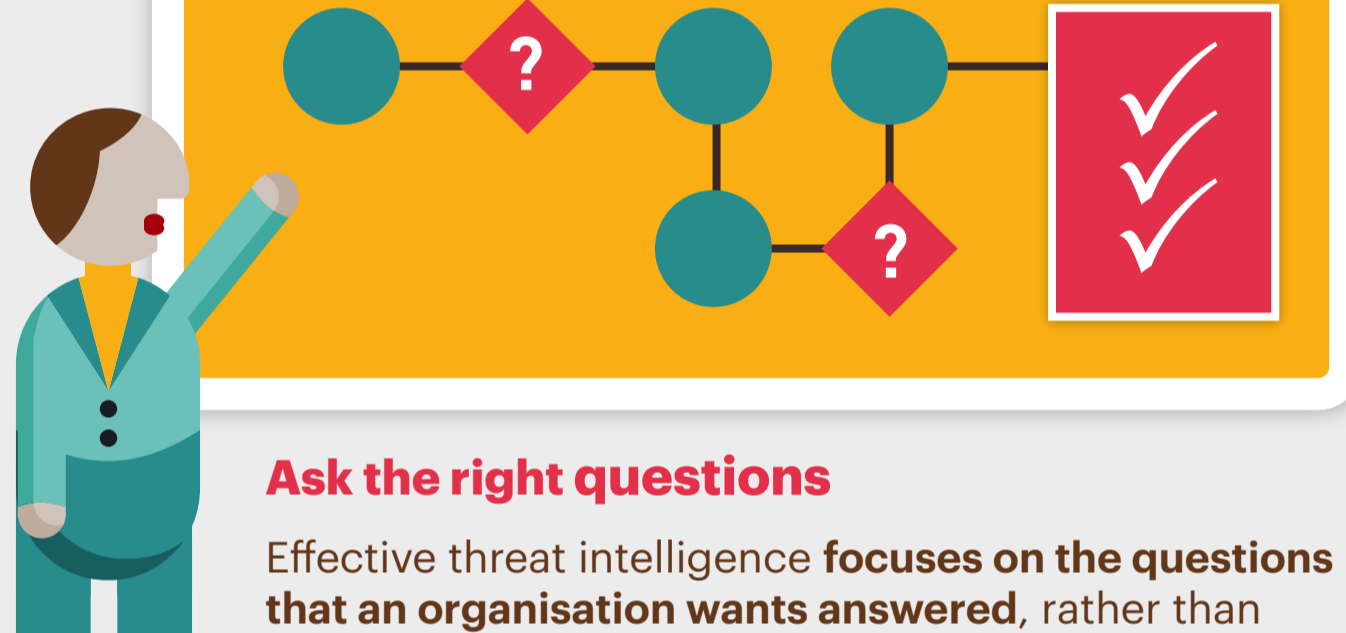 ?
?
Ask the right questions
Effective threat intelligence focuses on the questions
that an organisation wants answered, rather than